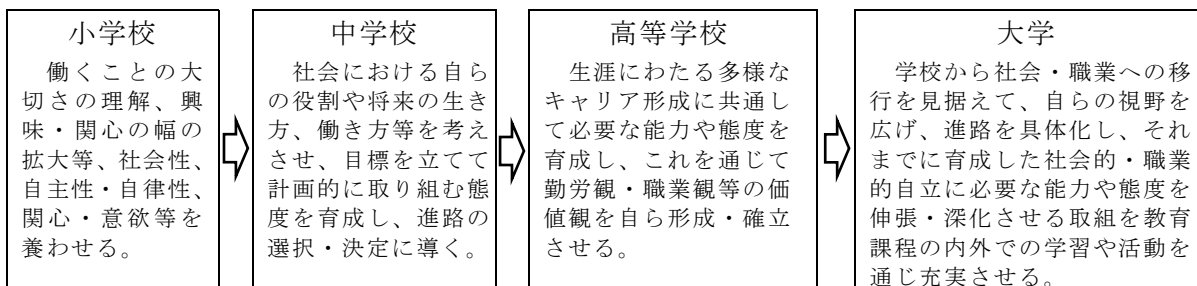 小学校
働くことの大
切さの理解、興
味・関心の幅の
拡大等、社会性、
自主性・自律性、
関心・意欲等を
養わせる。
中学校
社会における自ら
の役割や将来の生き
方、働き方等を考え
させ、目標を立てて
計画的に取り組む態
度を育成し、進路の
選択・決定に導く。
高等学校
生涯にわたる多様な
キャリア形成に共通し
て必要な能力や態度を
育成し、これを通じて
勤労観・職業観等の価
値観を自ら形成・確立
させる。
大学
学校から社会・職業への移
行を見据えて、自らの視野を
広げ、進路を具体化し、それ
までに育成した社会的・職業
的自立に必要な能力や態度を
伸張・深化させる取組を教育
課程の内外での学習や活動を
通じ充実させる。